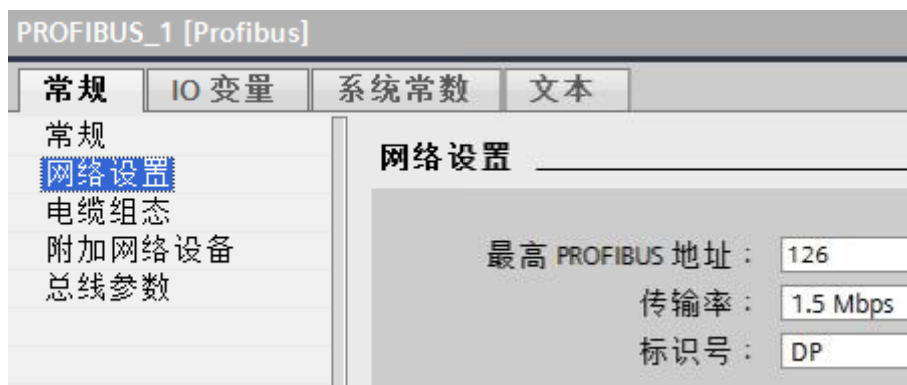 PROFIBUS_1 [Profibus]
常规 IO 变量 系统常数 文本
常规
网络设置
电缆组态
附加网络设备
总线参数
网络设置
最高 PROFIBUS 地址： 126
传输率： 1.5 Mbps
标识号： DP